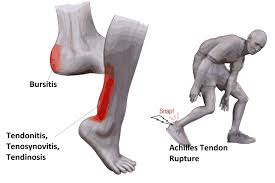 Bursitis
Snap!
Tendonitis,
Tenosynovitis,
Tendinosis
Achilles Tendon
Rupture